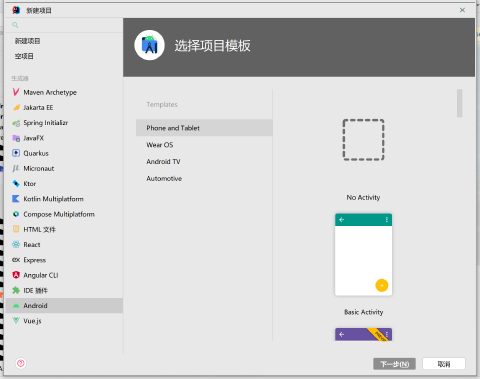 新建项目
新建项目
空项目
生成器
Maven Archetype
Jakarta EE
Spring Initializr
JavaFX
Quarkus
Micronaut
Ktor
Kotlin Multiplatform
Compose Multiplatform
HTML 文件
React
Express
Angular CLI
IDE 插件
Android
Vue.js
选择项目模板
Templates
Phone and Tablet
Wear OS
Android TV
Automotive
No Activity
Basic Activity
下一步(N)
取消